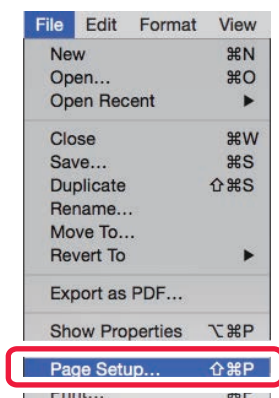 File Edit Format View
New ⌘N
Open... ⌘O
Open Recent ▶
Close ⌘W
Save... ⌘S
Duplicate ⇧⌘S
Rename...
Move To...
Revert To ▶
Export as PDF...
Show Properties ⌥⌘P
Page Setup... ⇧⌘P